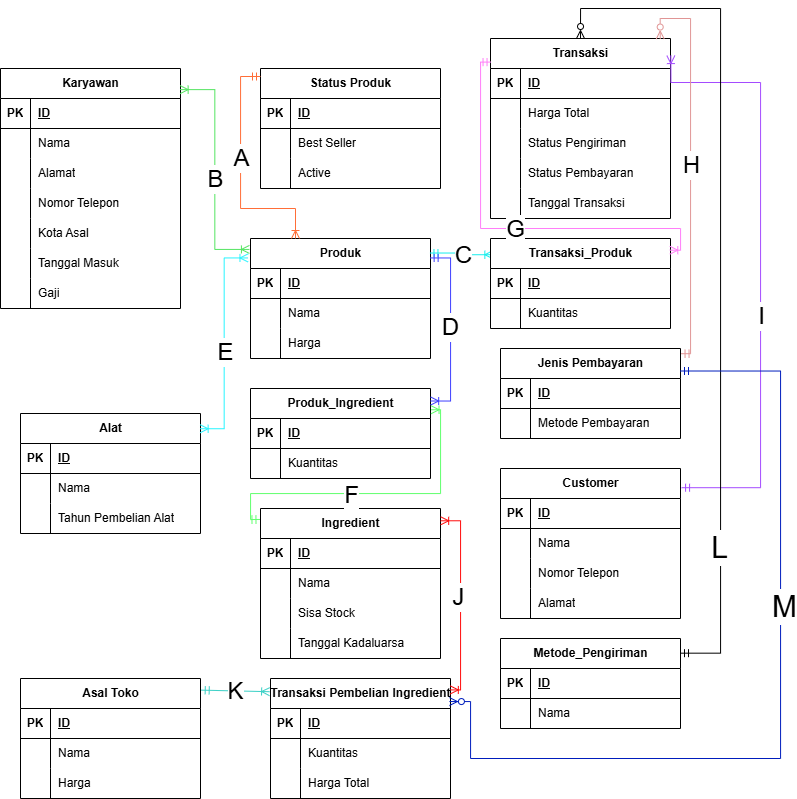 Karyawan
PK ID
Nama
Alamat
Nomor Telepon
Kota Asal
Tanggal Masuk
Gaji
Status Produk
PK ID
Best Seller
Active
Transaksi
PK ID
Harga Total
Status Pengiriman
Status Pembayaran
Tanggal Transaksi
A
B
H
G
Produk
PK ID
Nama
Harga
C
Transaksi_Produk
PK ID
Kuantitas
D
E
I
Jenis Pembayaran
PK ID
Metode Pembayaran
Produk_Ingredient
PK ID
Kuantitas
Alat
PK ID
Nama
Tahun Pembelian Alat
F
Customer
PK ID
Nama
Nomor Telepon
Alamat
Ingredient
PK ID
Nama
Sisa Stock
Tanggal Kadaluarsa
J
L
M
Metode_Pengiriman
PK ID
Nama
Asal Toko
PK ID
Nama
Harga
K
Transaksi Pembelian Ingredient
PK ID
Kuantitas
Harga Total